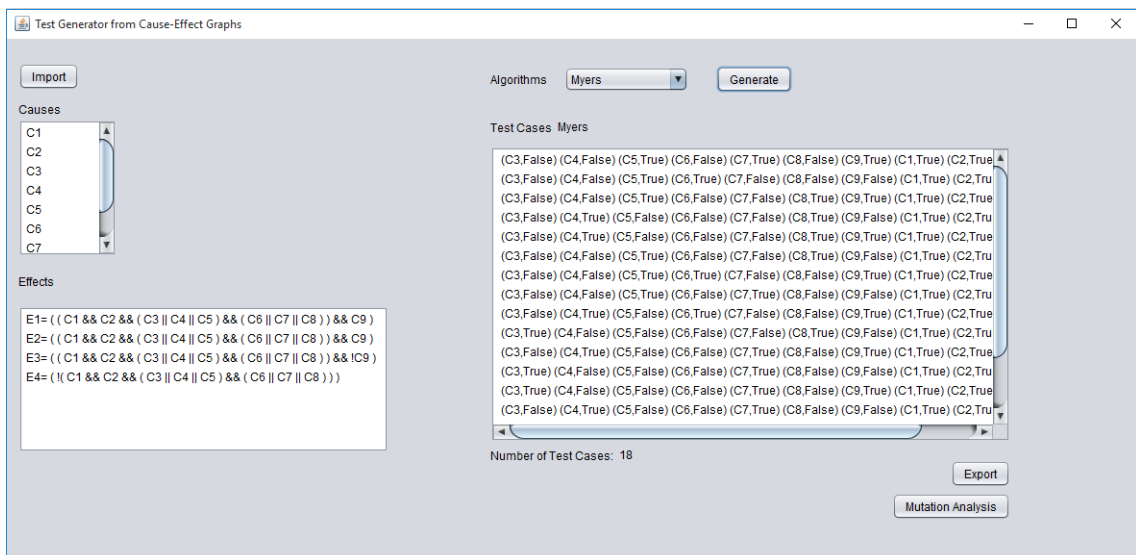 Test Generator from Cause-Effect Graphs
Import
Algorithms Myers Generate
Causes
C1
C2
C3
C4
C5
C6
C7
Effects
E1= ( ( C1 && C2 && ( C3 || C4 || C5 ) && ( C6 || C7 || C8 ) ) && C9 )
E2= ( ( C1 && C2 && ( C3 || C4 || C5 ) && ( C6 || C7 || C8 ) ) && C9 )
E3= ( ( C1 && C2 && ( C3 || C4 || C5 ) && ( C6 || C7 || C8 ) ) && !C9 )
E4= ( !( C1 && C2 && ( C3 || C4 || C5 ) && ( C6 || C7 || C8 ) ) )
Test Cases Myers
(C3,False) (C4,False) (C5,True) (C6,False) (C7,True) (C8,False) (C9,True) (C1,True) (C2,True
(C3,False) (C4,False) (C5,True) (C6,True) (C7,False) (C8,False) (C9,False) (C1,True) (C2,Tru
(C3,False) (C4,False) (C5,True) (C6,False) (C7,False) (C8,True) (C9,True) (C1,True) (C2,True
(C3,False) (C4,True) (C5,False) (C6,False) (C7,False) (C8,True) (C9,False) (C1,True) (C2,Tru
(C3,False) (C4,True) (C5,False) (C6,False) (C7,False) (C8,True) (C9,True) (C1,True) (C2,True
(C3,False) (C4,False) (C5,True) (C6,False) (C7,False) (C8,True) (C9,False) (C1,True) (C2,Tru
(C3,False) (C4,False) (C5,True) (C6,True) (C7,False) (C8,False) (C9,True) (C1,True) (C2,True
(C3,False) (C4,False) (C5,True) (C6,False) (C7,True) (C8,False) (C9,False) (C1,True) (C2,Tru
(C3,False) (C4,True) (C5,False) (C6,True) (C7,False) (C8,False) (C9,True) (C1,True) (C2,True
(C3,True) (C4,False) (C5,False) (C6,False) (C7,True) (C8,False) (C9,False) (C1,True) (C2,Tru
(C3,False) (C4,True) (C5,False) (C6,False) (C7,True) (C8,False) (C9,True) (C1,True) (C2,True
(C3,True) (C4,False) (C5,False) (C6,True) (C7,False) (C8,False) (C9,False) (C1,True) (C2,Tru
(C3,True) (C4,False) (C5,False) (C6,False) (C7,True) (C8,False) (C9,True) (C1,True) (C2,True
(C3,False) (C4,True) (C5,False) (C6,False) (C7,True) (C8,False) (C9,False) (C1,True) (C2,Tru
Number of Test Cases: 18
Export
Mutation Analysis